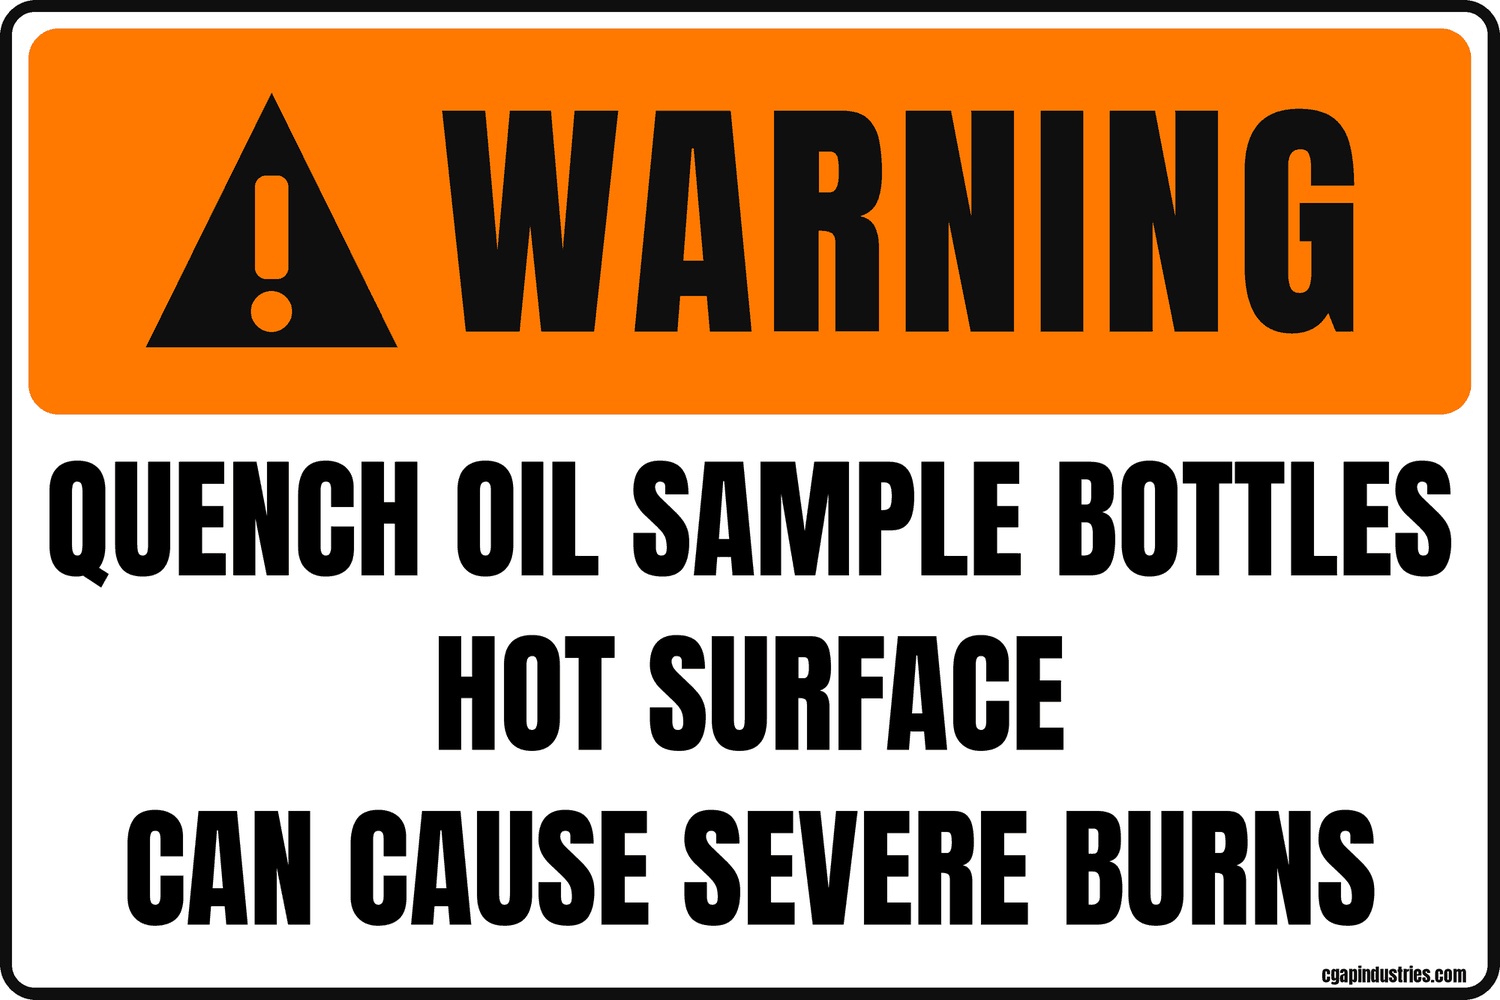 WARNING
QUENCH OIL SAMPLE BOTTLES
HOT SURFACE
CAN CAUSE SEVERE BURNS
cgapindustries.com